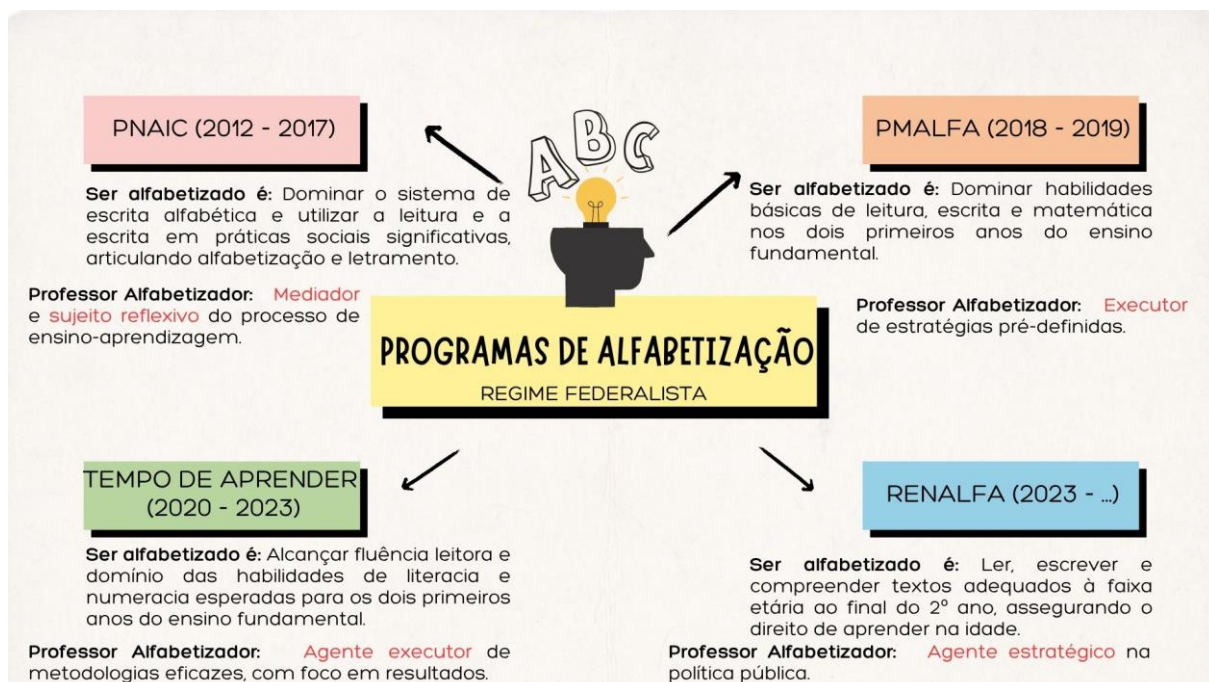 PNAIC (2012 - 2017)
Ser alfabetizado é: Dominar o sistema de
escrita alfabética e utilizar a leitura e a
escrita em práticas sociais significativas,
articulando alfabetização e letramento.
Professor Alfabetizador: Mediador
e sujeito reflexivo do processo de
ensino-aprendizagem.
ABC
PMALFA (2018 - 2019)
Ser alfabetizado é: Dominar habilidades
básicas de leitura, escrita e matemática
nos dois primeiros anos do ensino
fundamental.
Professor Alfabetizador: Executor
de estratégias pré-definidas.
PROGRAMAS DE ALFABETIZAÇÃO
REGIME FEDERALISTA
TEMPO DE APRENDER
(2020 - 2023)
Ser alfabetizado é: Alcançar fluência leitora e
domínio das habilidades de literacia e
numeracia esperadas para os dois primeiros
anos do ensino fundamental.
Professor Alfabetizador: Agente executor de
metodologias eficazes, com foco em resultados.
RENALFA (2023 - ...)
Ser alfabetizado é: Ler, escrever e
compreender textos adequados à faixa
etária ao final do 2º ano, assegurando o
direito de aprender na idade.
Professor Alfabetizador: Agente estratégico na
política pública.